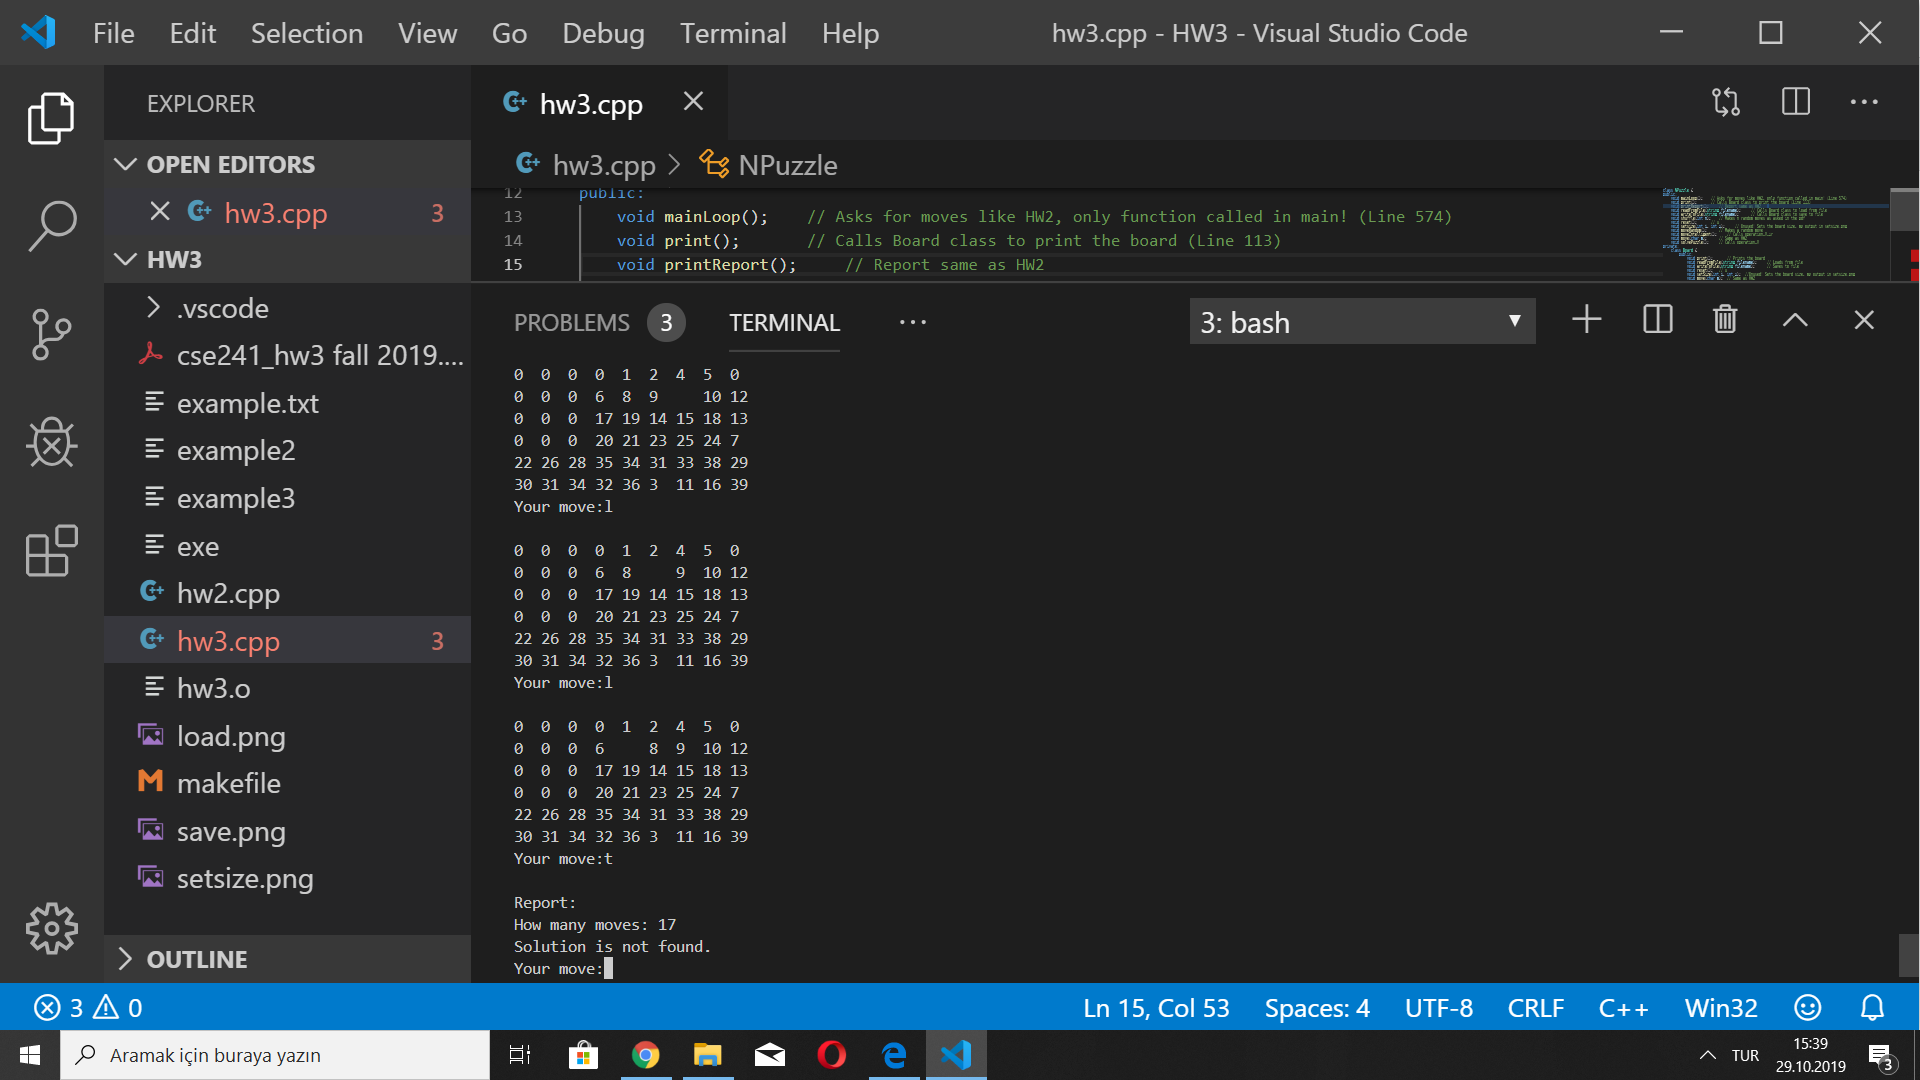 File Edit Selection View Go Debug Terminal Help hw3.cpp - HW3 - Visual Studio Code
EXPLORER
OPEN EDITORS
hw3.cpp 3
HW3
.vscode
cse241_hw3 fall 2019....
example.txt
example2
example3
exe
hw2.cpp
hw3.cpp 3
hw3.o
load.png
makefile
save.png
setsize.png
OUTLINE
hw3.cpp
hw3.cpp > NPuzzle
12 public:
13 void mainLoop(); // Asks for moves like HW2, only function called in main! (Line 574)
14 void print(); // Calls Board class to print the board (Line 113)
15 void printReport(); // Report same as HW2
PROBLEMS 3 TERMINAL ... 3: bash
0 0 0 0 1 2 4 5 0
0 0 0 6 8 9 10 12
0 0 0 17 19 14 15 18 13
0 0 0 20 21 23 25 24 7
22 26 28 35 34 31 33 38 29
30 31 34 32 36 3 11 16 39
Your move:l
0 0 0 0 1 2 4 5 0
0 0 0 6 8 9 10 12
0 0 0 17 19 14 15 18 13
0 0 0 20 21 23 25 24 7
22 26 28 35 34 31 33 38 29
30 31 34 32 36 3 11 16 39
Your move:l
0 0 0 0 1 2 4 5 0
0 0 0 6 8 9 10 12
0 0 0 17 19 14 15 18 13
0 0 0 20 21 23 25 24 7
22 26 28 35 34 31 33 38 29
30 31 34 32 36 3 11 16 39
Your move:t
Report:
How many moves: 17
Solution is not found.
Your move:
3 0 Ln 15, Col 53 Spaces: 4 UTF-8 CRLF C++ Win32
Aramak için buraya yazın
TUR
15:39
29.10.2019
3